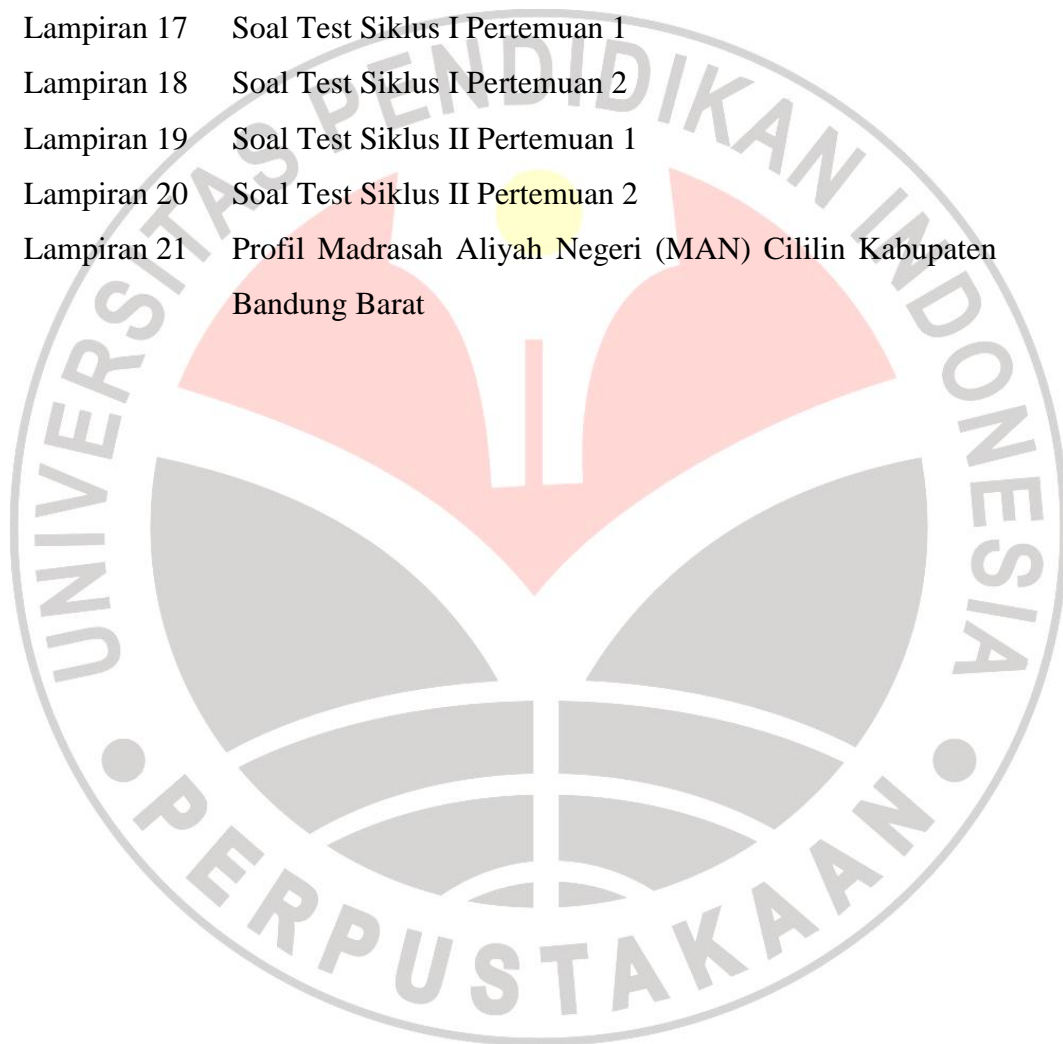 Lampiran 17 Soal Test Siklus I Pertemuan 1
Lampiran 18 Soal Test Siklus I Pertemuan 2
Lampiran 19 Soal Test Siklus II Pertemuan 1
Lampiran 20 Soal Test Siklus II Pertemuan 2
Lampiran 21 Profil Madrasah Aliyah Negeri (MAN) Cililin Kabupaten
Bandung Barat
UNIVERSITAS PENDIDIKAN INDONESIA
PERPUSTAKAAN